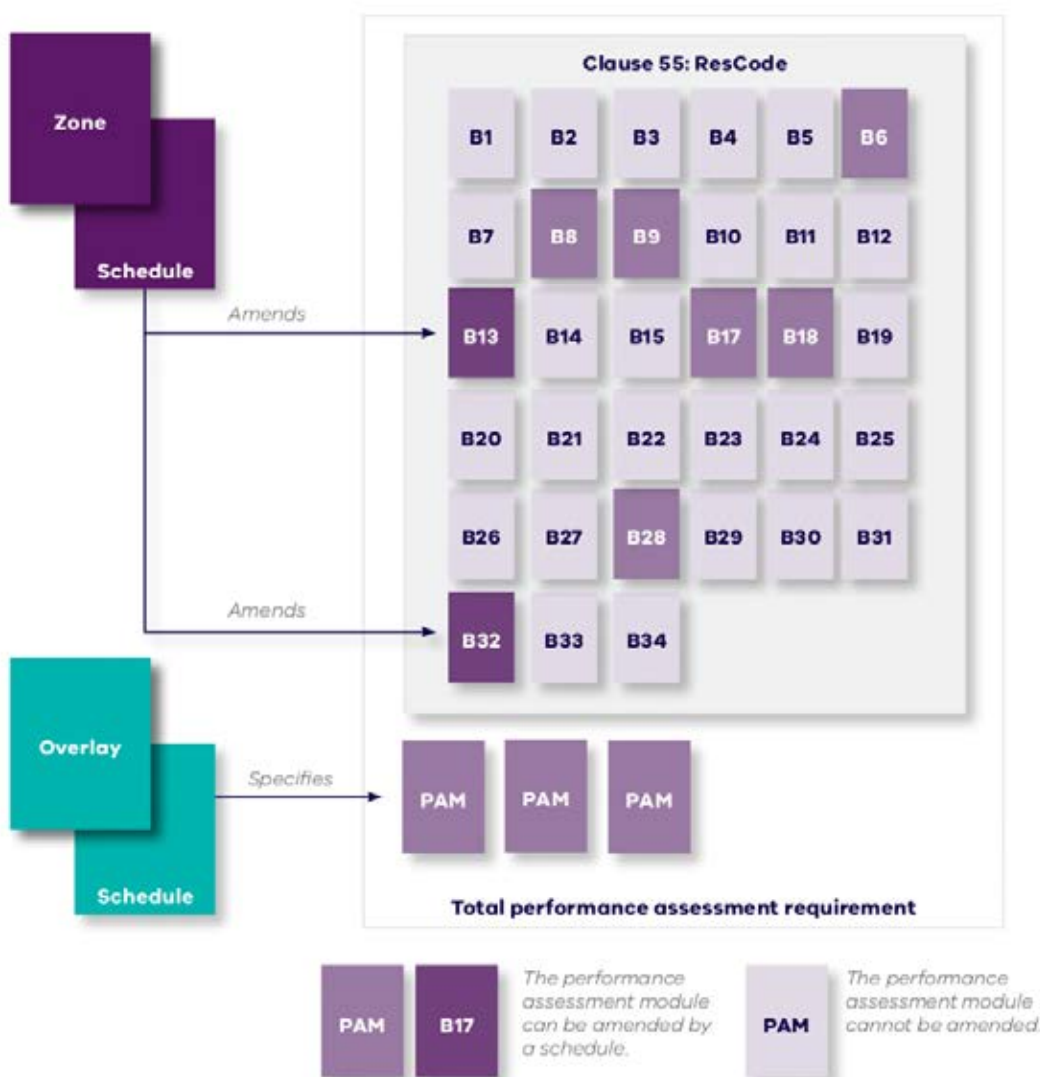 Clause 55: ResCode
Zone
Schedule
B1 B2 B3 B4 B5 B6
B7 B8 B9 B10 B11 B12
Amends
B13 B14 B15 B17 B18 B19
B20 B21 B22 B23 B24 B25
B26 B27 B28 B29 B30 B31
Amends
B32 B33 B34
Overlay
Schedule
Specifies
PAM PAM PAM
Total performance assessment requirement
PAM B17
The performance
assessment module
can be amended by
a schedule.
PAM
The performance
assessment module
cannot be amended.